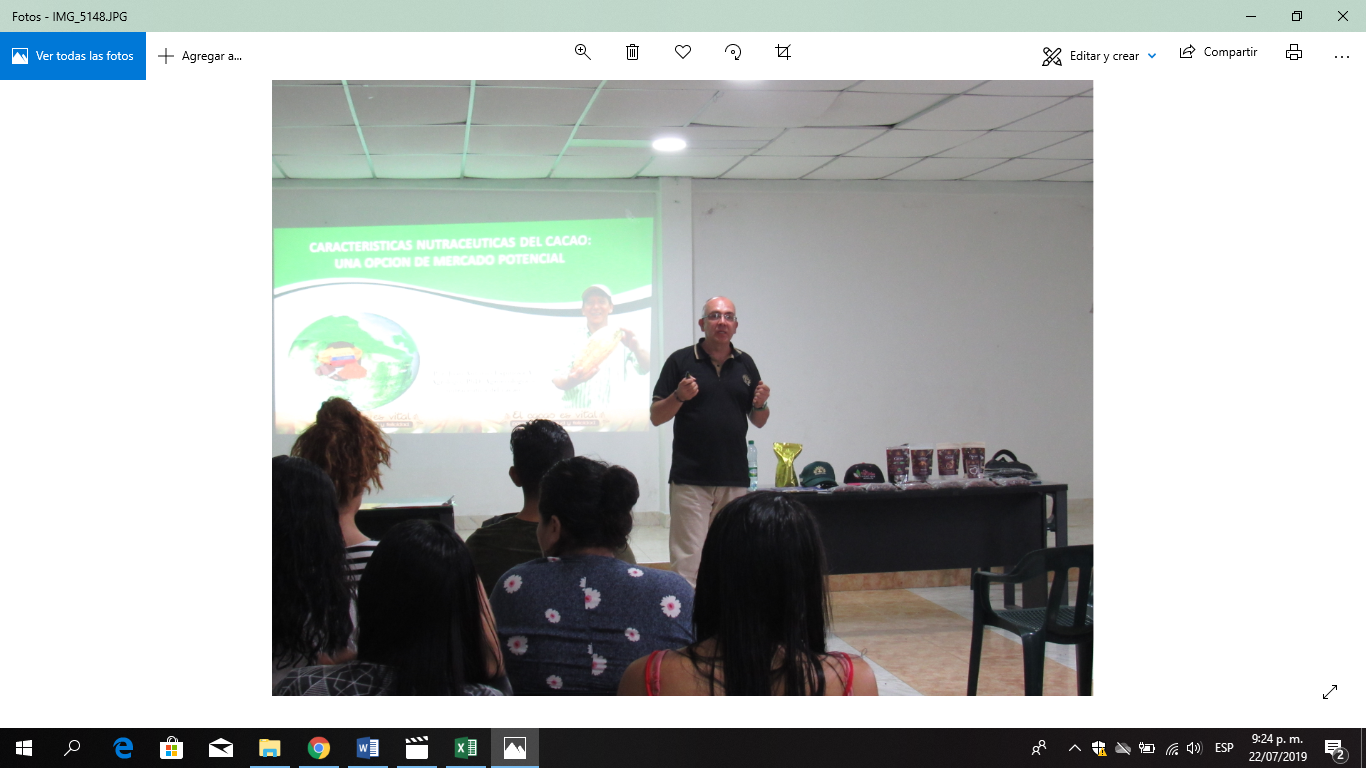 Fotos - IMG_5148.JPG
Ver todas las fotos
Agregar a...
Editar y crear
Compartir
CARACTERISTICAS NUTRACEUTICAS DEL CACAO:
UNA OPCION DE MERCADO POTENCIAL
ESP
9:24 p. m.
22/07/2019
2